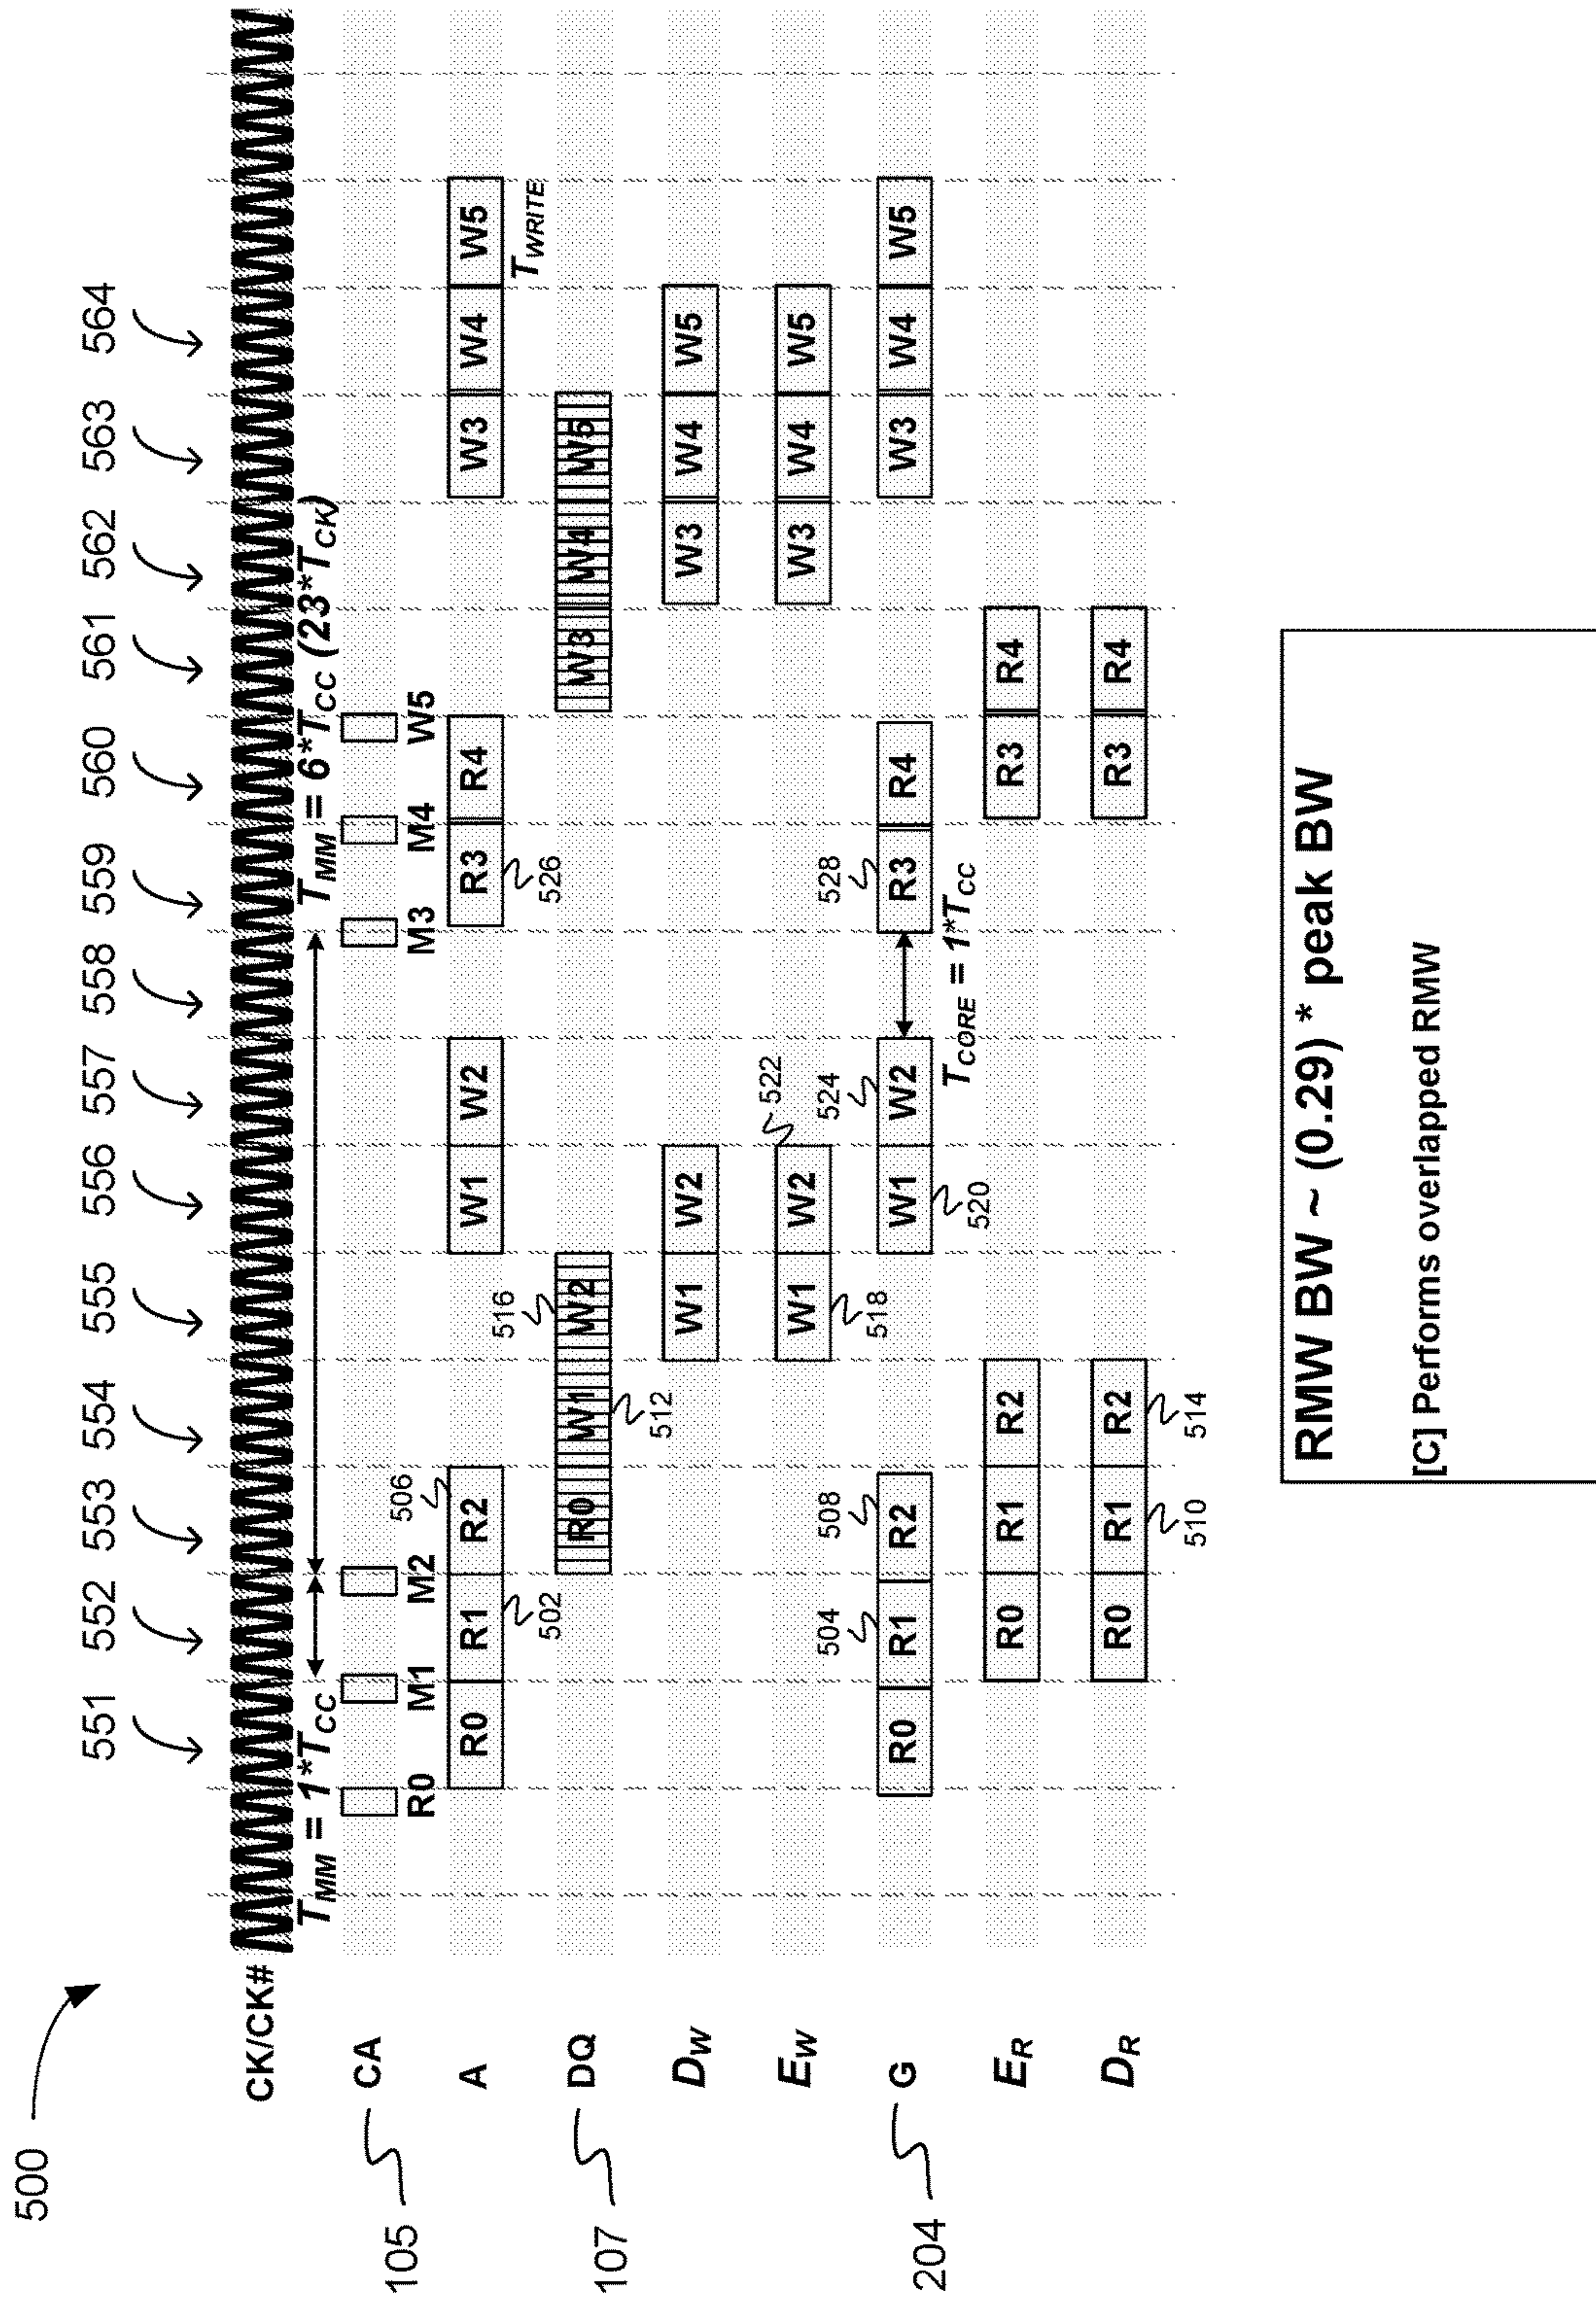 500
551 552 553 554 555 556 557 558 559 560 561 562 563 564
CK/CK#
T_MM = 1*T_CC
T_MM = 6*T_CC (23*T_CK)
105
CA
R0 M1 M2 M3 M4 W5
A
R0 R1 R2 W1 W2 R3 R4 W3 W4 W5
502 506 526 T_WRITE
107
DQ
R0 W1 W2 W3 W4 W5
512 516
D_W
W1 W2 W3 W4 W5
E_W
W1 W2 W3 W4 W5
518 522
204
G
R0 R1 R2 W1 W2 R3 R4 W3 W4 W5
504 508 520 524 528
T_CORE = 1*T_CC
E_R
R0 R1 R2 R3 R4
D_R
R0 R1 R2 R3 R4
510 514
RMW BW ~ (0.29) * peak BW
[C] Performs overlapped RMW